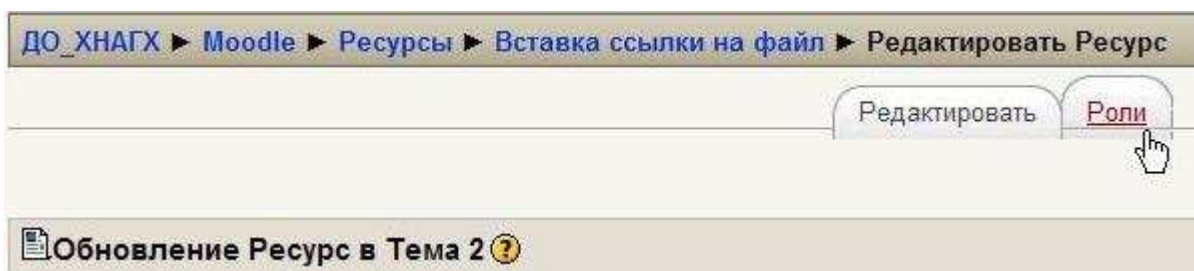 ДО_ХНАГХ ► Moodle ► Ресурсы ► Вставка ссылки на файл ► Редактировать Ресурс
Редактировать Роли
Обновление Ресурс в Тема 2 ?